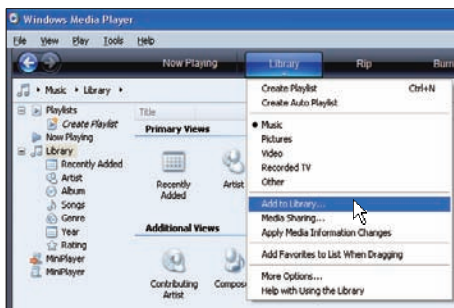 Windows Media Player
File View Play Tools Help
Now Playing Library Rip Burn
Music Library
Playlists
Create Playlist
Now Playing
Library
Recently Added
Artist
Album
Songs
Genre
Year
Rating
MiniPlayer
MiniPlayer
Title
Primary Views
Recently Added
Artist
Additional Views
Contributing Artist
Compos
Create Playlist Ctrl+N
Create Auto Playlist
Music
Pictures
Video
Recorded TV
Other
Add to Library...
Media Sharing...
Apply Media Information Changes
Add Favorites to List When Dragging
More Options...
Help with Using the Library